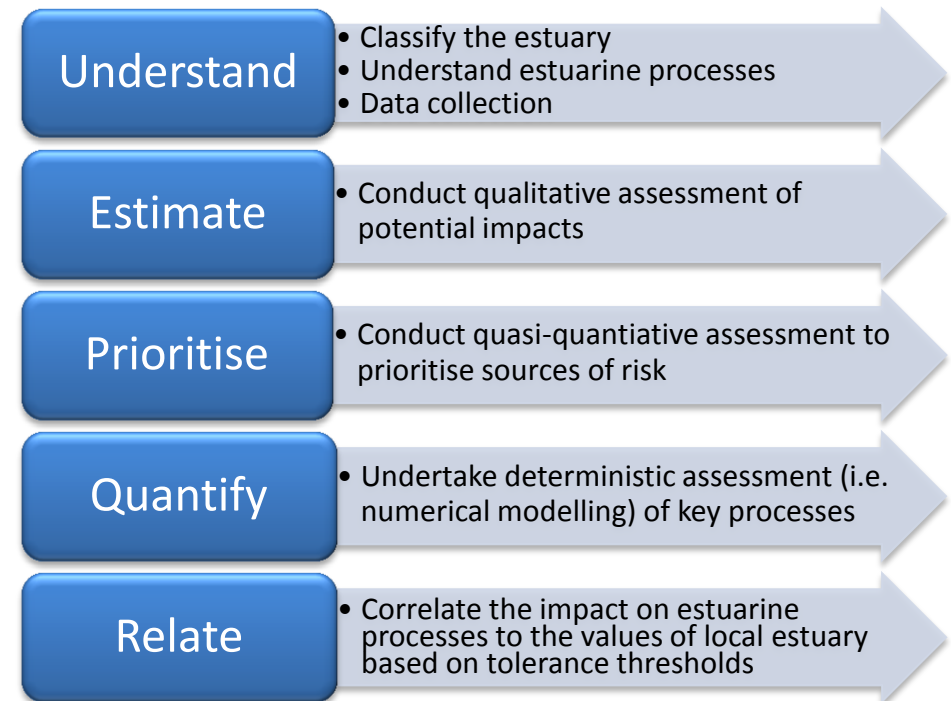 Understand
• Classify the estuary
• Understand estuarine processes
• Data collection
Estimate
• Conduct qualitative assessment of
potential impacts
Prioritise
• Conduct quasi-quantiative assessment to
prioritise sources of risk
Quantify
• Undertake deterministic assessment (i.e.
numerical modelling) of key processes
Relate
• Correlate the impact on estuarine
processes to the values of local estuary
based on tolerance thresholds